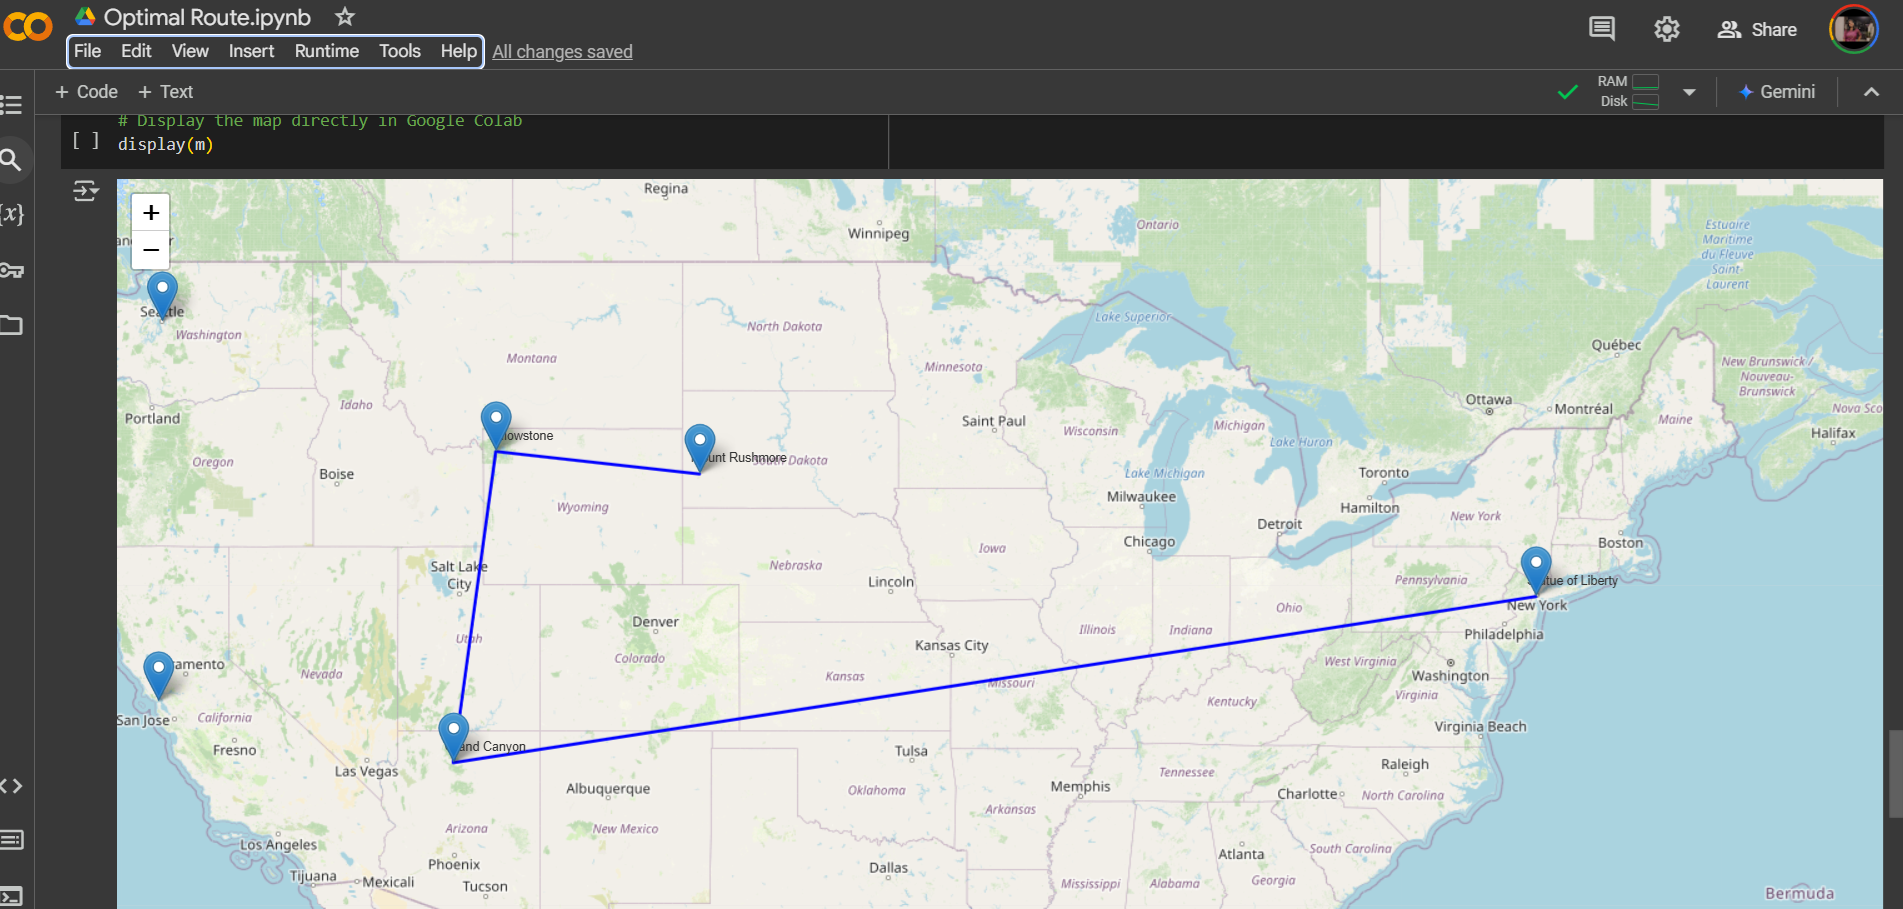 Optimal Route.ipynb
File Edit View Insert Runtime Tools Help All changes saved
Share
+ Code + Text
RAM
Disk
Gemini
# Display the map directly in Google Colab
[ ] display(m)
+
−
Regina
Winnipeg
Ontario
Estuaire
Maritime
du Fleuve
Saint-
Laurent
Seattle
Washington
North Dakota
Lake Superior
Montana
Minnesota
Québec
New Brunswick /
Nouveau-
Brunswick
Idaho
Portland
Ottawa
Montréal
Maine
Nova Sco
Saint Paul
Wisconsin
Michigan
Lake Huron
Halifax
lowstone
unt Rushmore
South Dakota
Oregon
Boise
Toronto
Lake Michigan
Milwaukee
Hamilton
Wyoming
New York
Detroit
Chicago
Boston
Iowa
Salt Lake
City
Nebraska
Lincoln
Pennsylvania
tue of Liberty
New York
Ohio
Denver
Illinois
Indiana
Philadelphia
Utah
Kansas City
Colorado
ramento
Nevada
Kansas
Missouri
West Virginia
Washington
Kentucky
Virginia
San Jose
California
Virginia Beach
Fresno
and Canyon
Tulsa
Las Vegas
Raleigh
Tennessee
Albuquerque
Oklahoma
Memphis
Charlotte
North Carolina
Arkansas
Arizona
New Mexico
Los Angeles
Phoenix
Dallas
Atlanta
South Carolina
Tijuana
Mexicali
Tucson
Mississippi
Alabama
Georgia
Bermuda